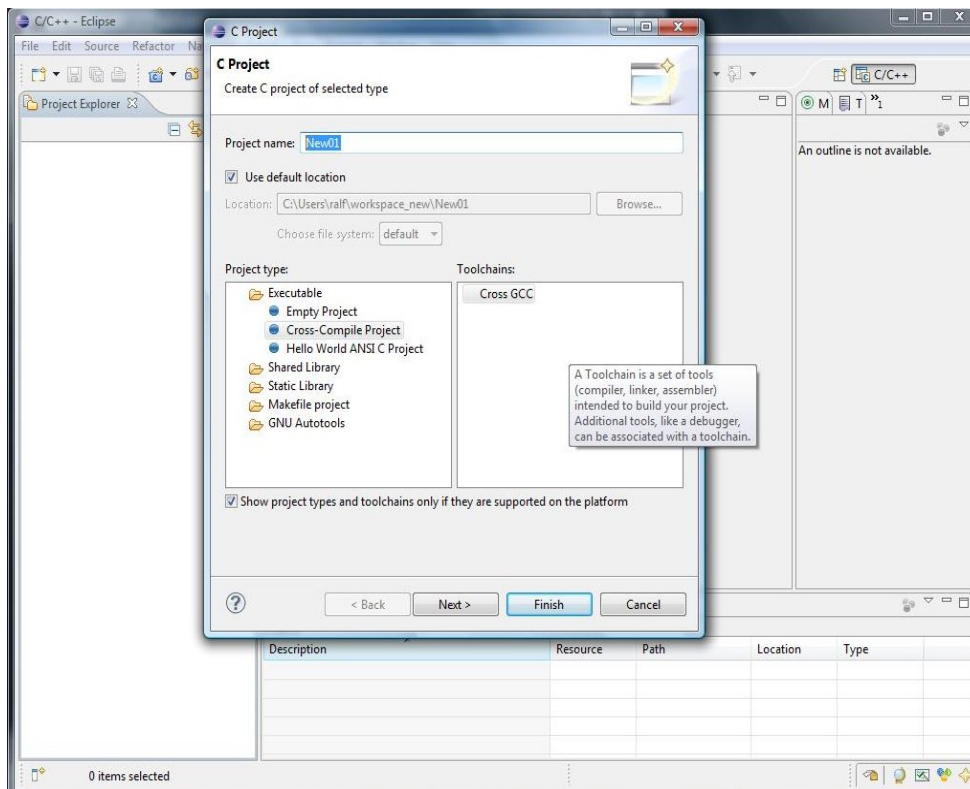 C/C++ - Eclipse
C Project
File Edit Source Refactor Na
C Project
Create C project of selected type
C/C++
Project Explorer
M T »1
Project name: New01
An outline is not available.
Use default location
Location: C:\Users\ralf\workspace_new\New01 Browse...
Choose file system: default
Project type: Toolchains:
Executable Cross GCC
Empty Project
Cross-Compile Project
Hello World ANSI C Project
Shared Library
Static Library
Makefile project
GNU Autotools
A Toolchain is a set of tools
(compiler, linker, assembler)
intended to build your project.
Additional tools, like a debugger,
can be associated with a toolchain.
Show project types and toolchains only if they are supported on the platform
? < Back Next > Finish Cancel
Description Resource Path Location Type
0 items selected